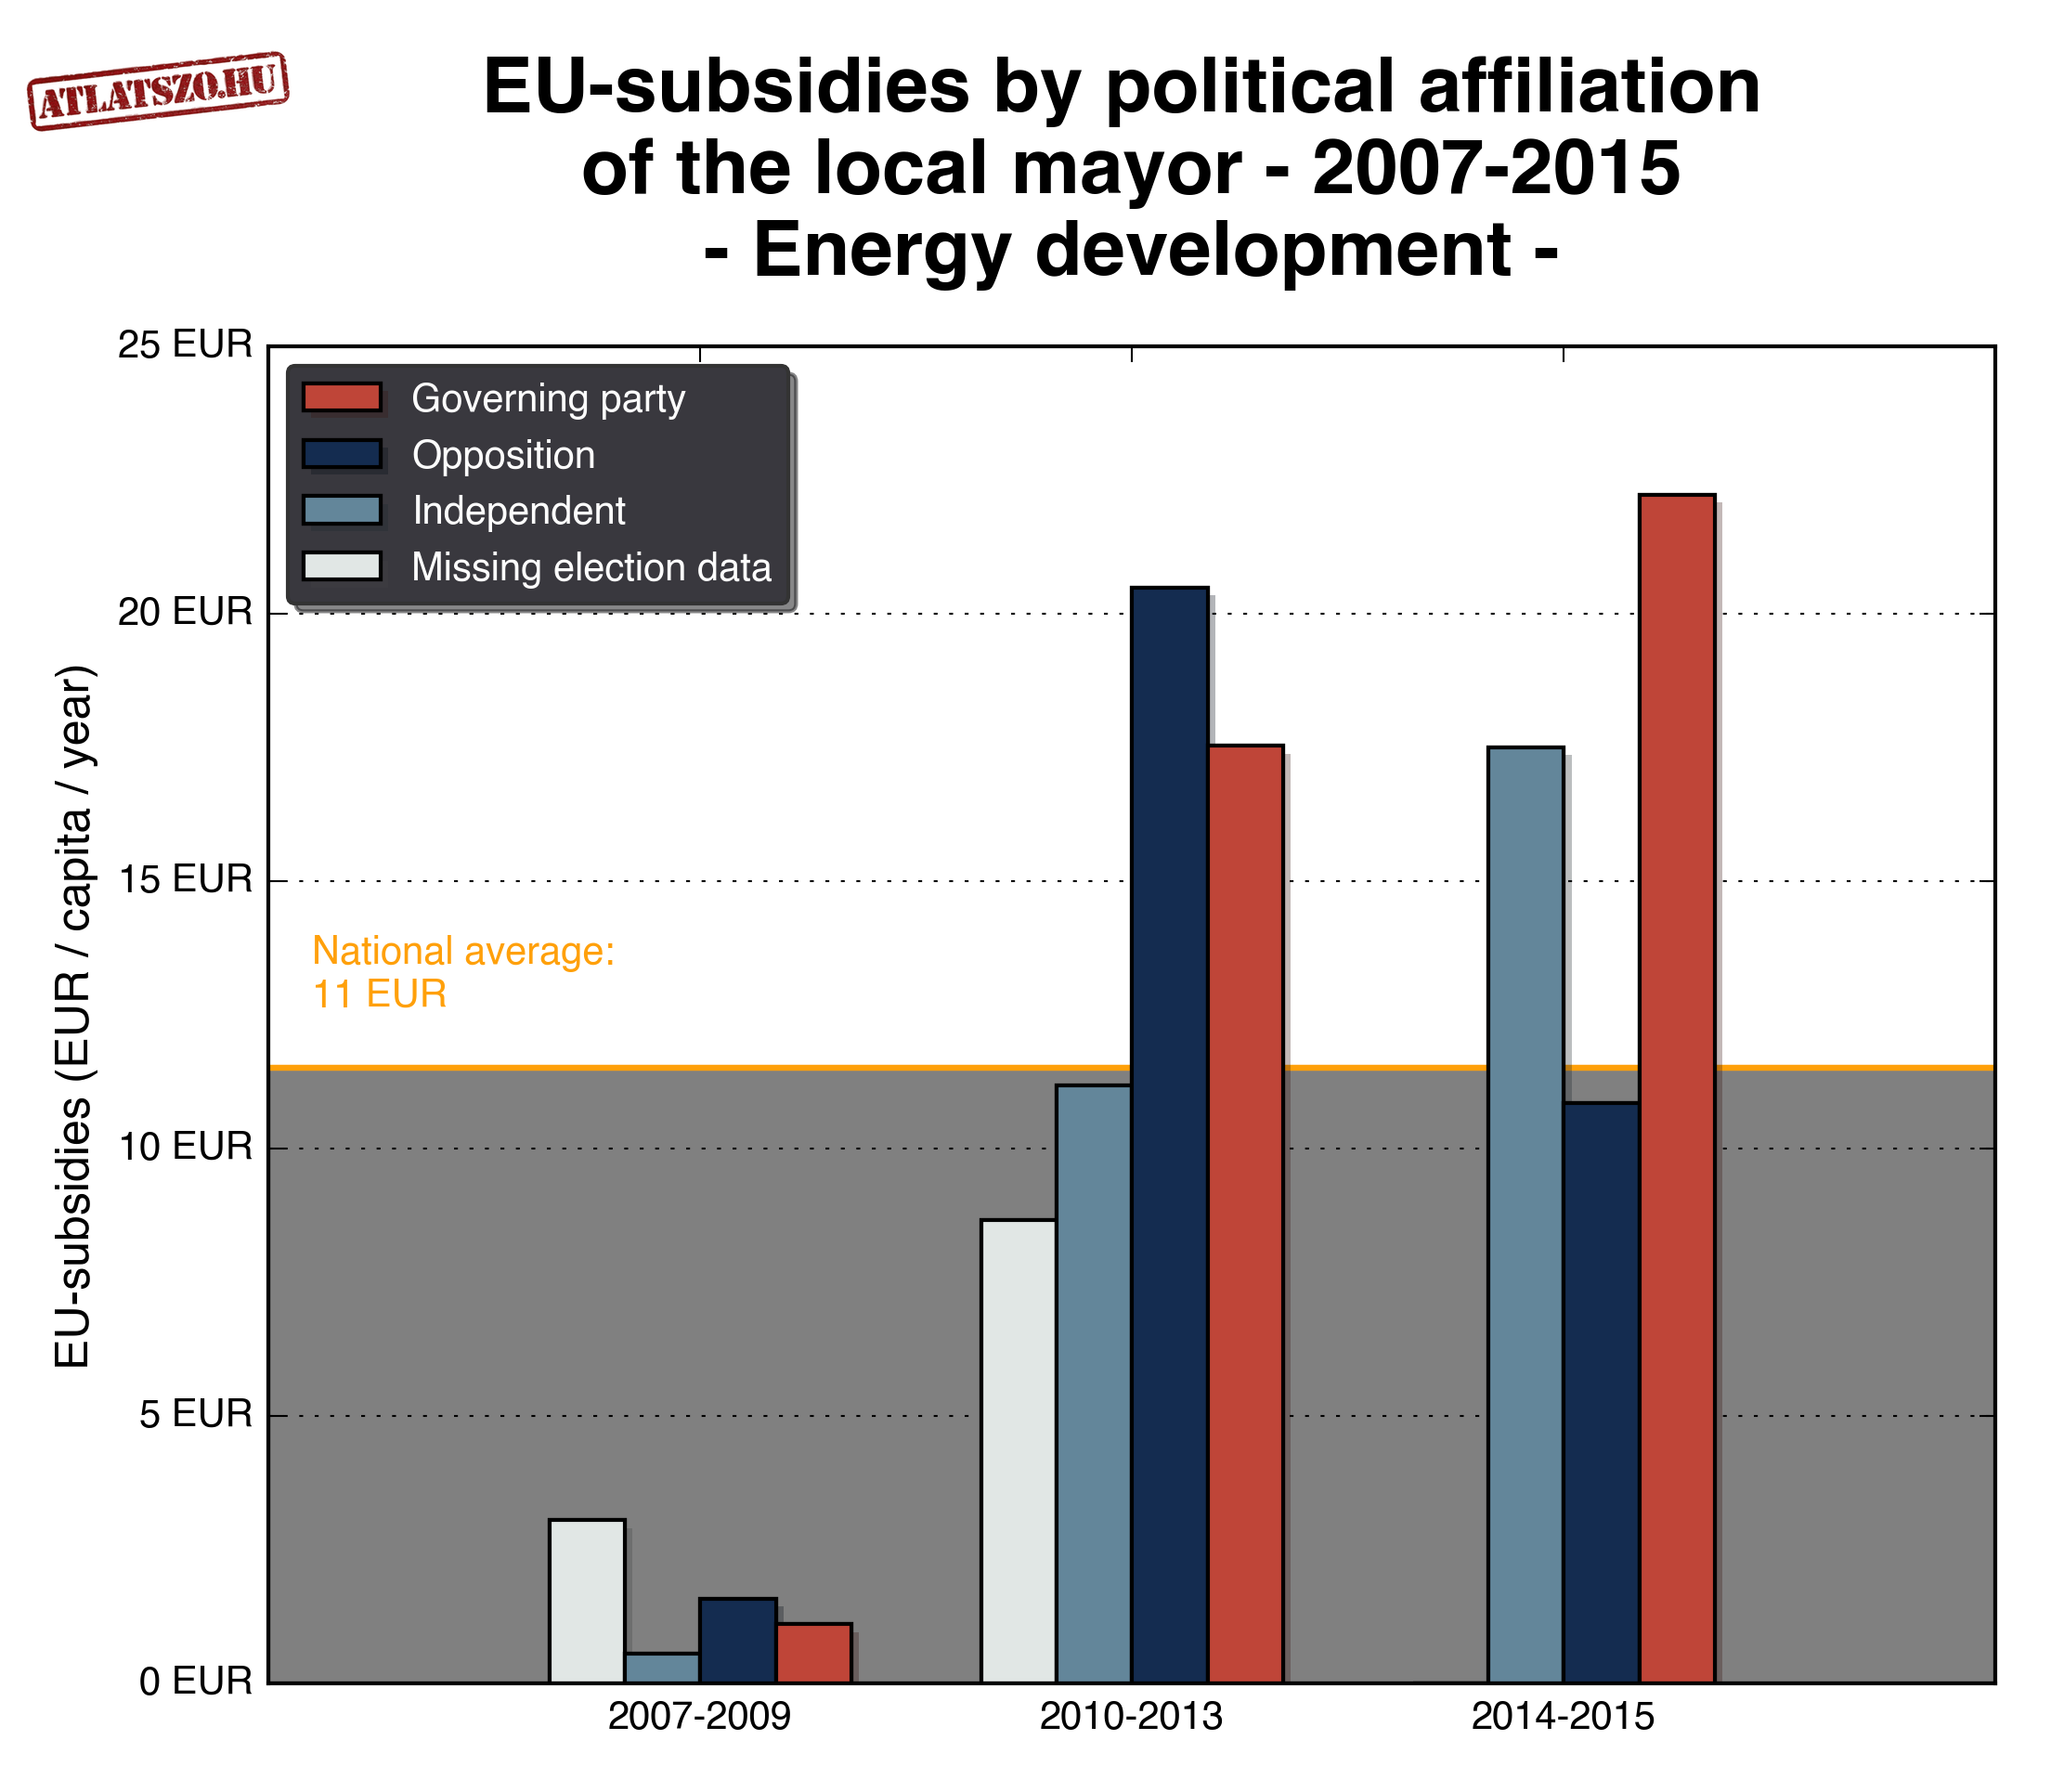 ATLATSZO.HU
EU-subsidies by political affiliation
of the local mayor - 2007-2015
- Energy development -
25 EUR
20 EUR
15 EUR
10 EUR
5 EUR
0 EUR
EU-subsidies (EUR / capita / year)
Governing party
Opposition
Independent
Missing election data
National average:
11 EUR
2007-2009
2010-2013
2014-2015